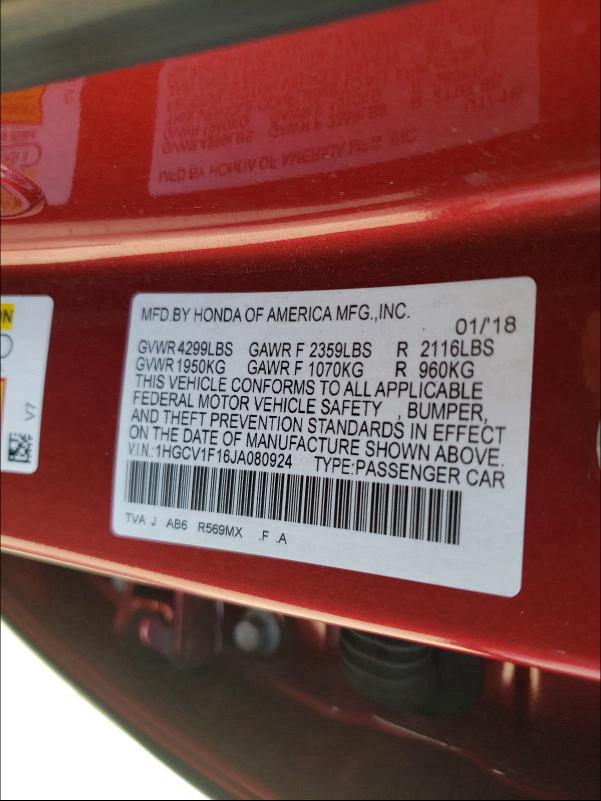 MFD.BY HONDA OF AMERICA MFG.,INC.
01/'18
GVWR 4299LBS GAWR F 2359LBS R 2116LBS
GVWR 1950KG GAWR F 1070KG R 960KG
THIS VEHICLE CONFORMS TO ALL APPLICABLE
FEDERAL MOTOR VEHICLE SAFETY , BUMPER,
AND THEFT PREVENTION STANDARDS IN EFFECT
ON THE DATE OF MANUFACTURE SHOWN ABOVE.
V.I.N.:1HGCV1F16JA080924 TYPE:PASSENGER CAR
TVA J AB6 R569MX .F .A
ON
V7